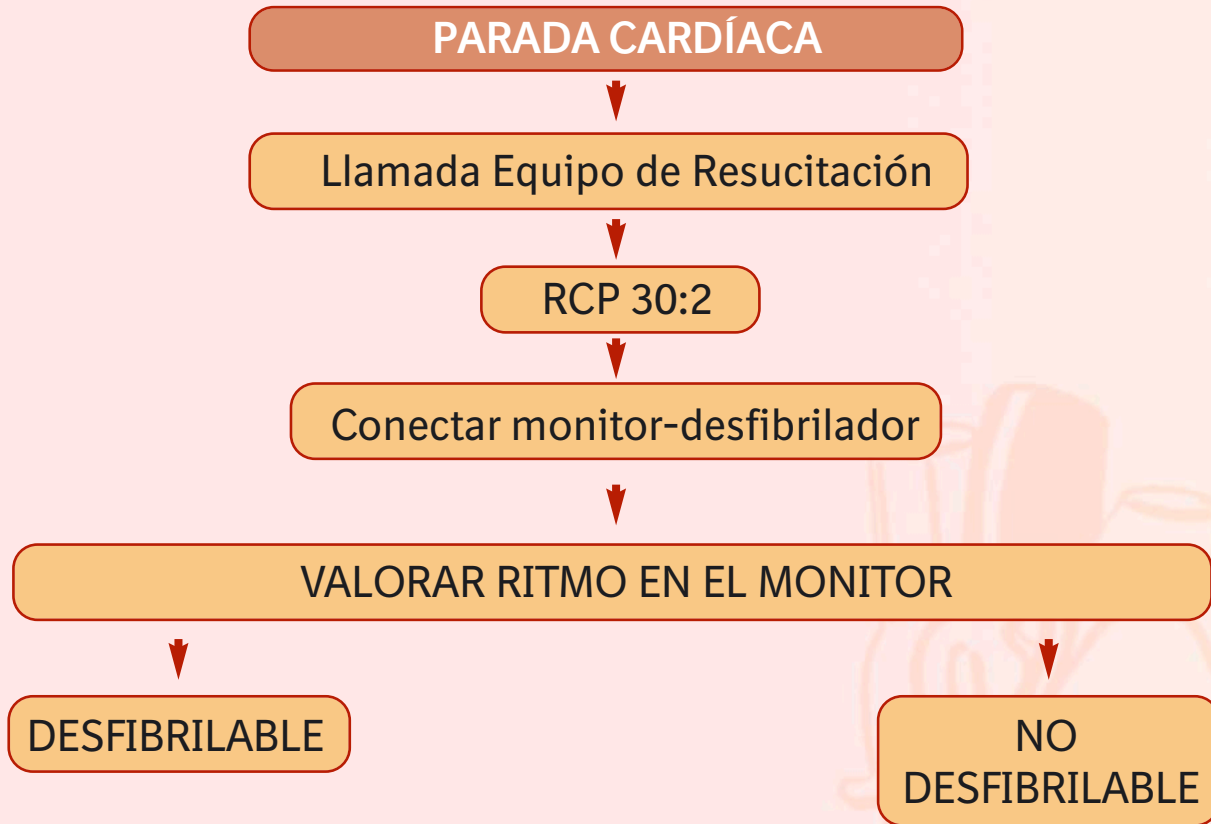 PARADA CARDÍACA
Llamada Equipo de Resucitación
RCP 30:2
Conectar monitor-desfibrilador
VALORAR RITMO EN EL MONITOR
DESFIBRILABLE
NO
DESFIBRILABLE